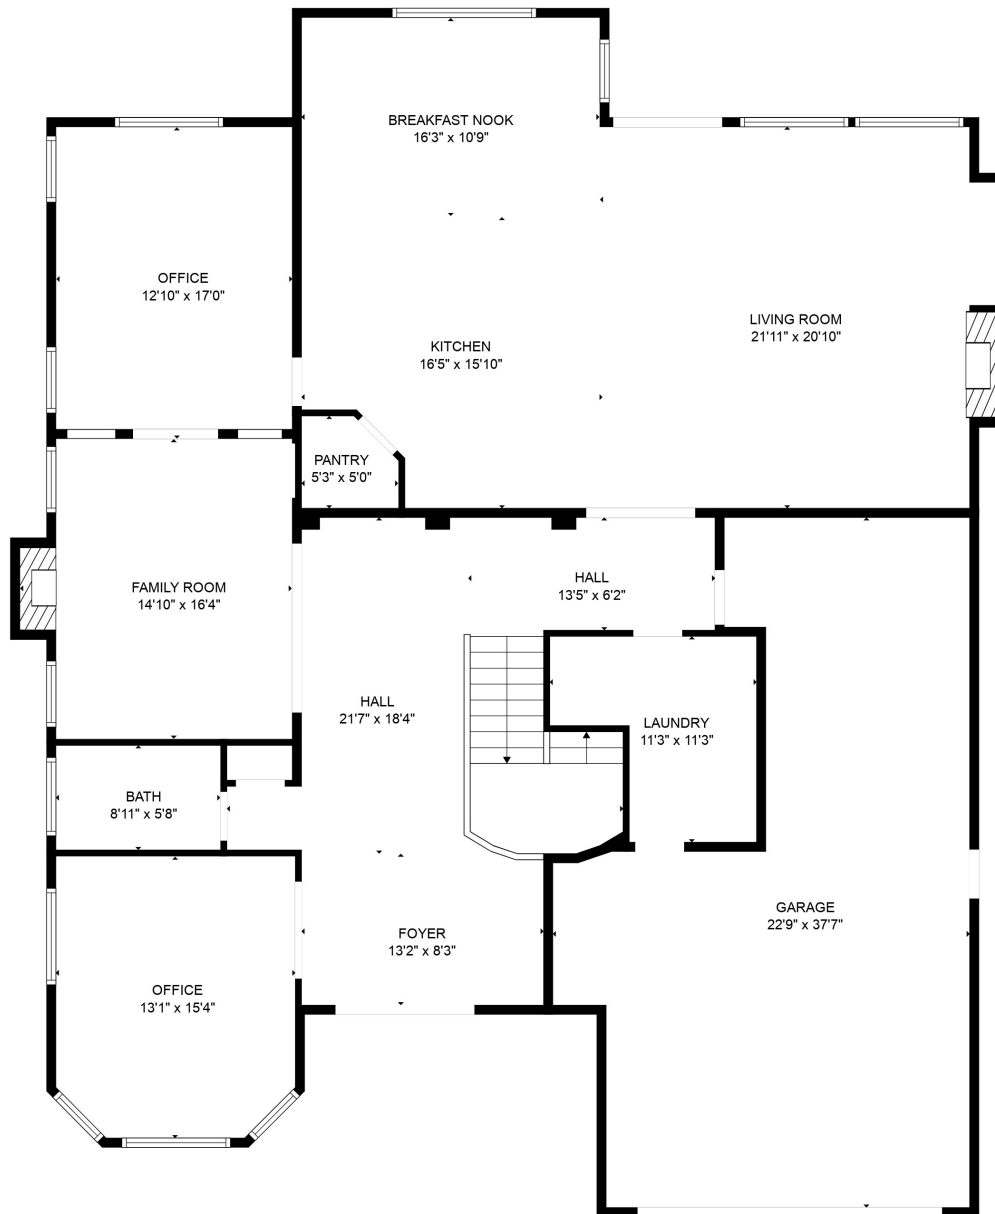 BREAKFAST NOOK
16'3" x 10'9"
OFFICE
12'10" x 17'0"
LIVING ROOM
21'11" x 20'10"
KITCHEN
16'5" x 15'10"
PANTRY
5'3" x 5'0"
FAMILY ROOM
14'10" x 16'4"
HALL
13'5" x 6'2"
HALL
21'7" x 18'4"
LAUNDRY
11'3" x 11'3"
BATH
8'11" x 5'8"
GARAGE
22'9" x 37'7"
FOYER
13'2" x 8'3"
OFFICE
13'1" x 15'4"